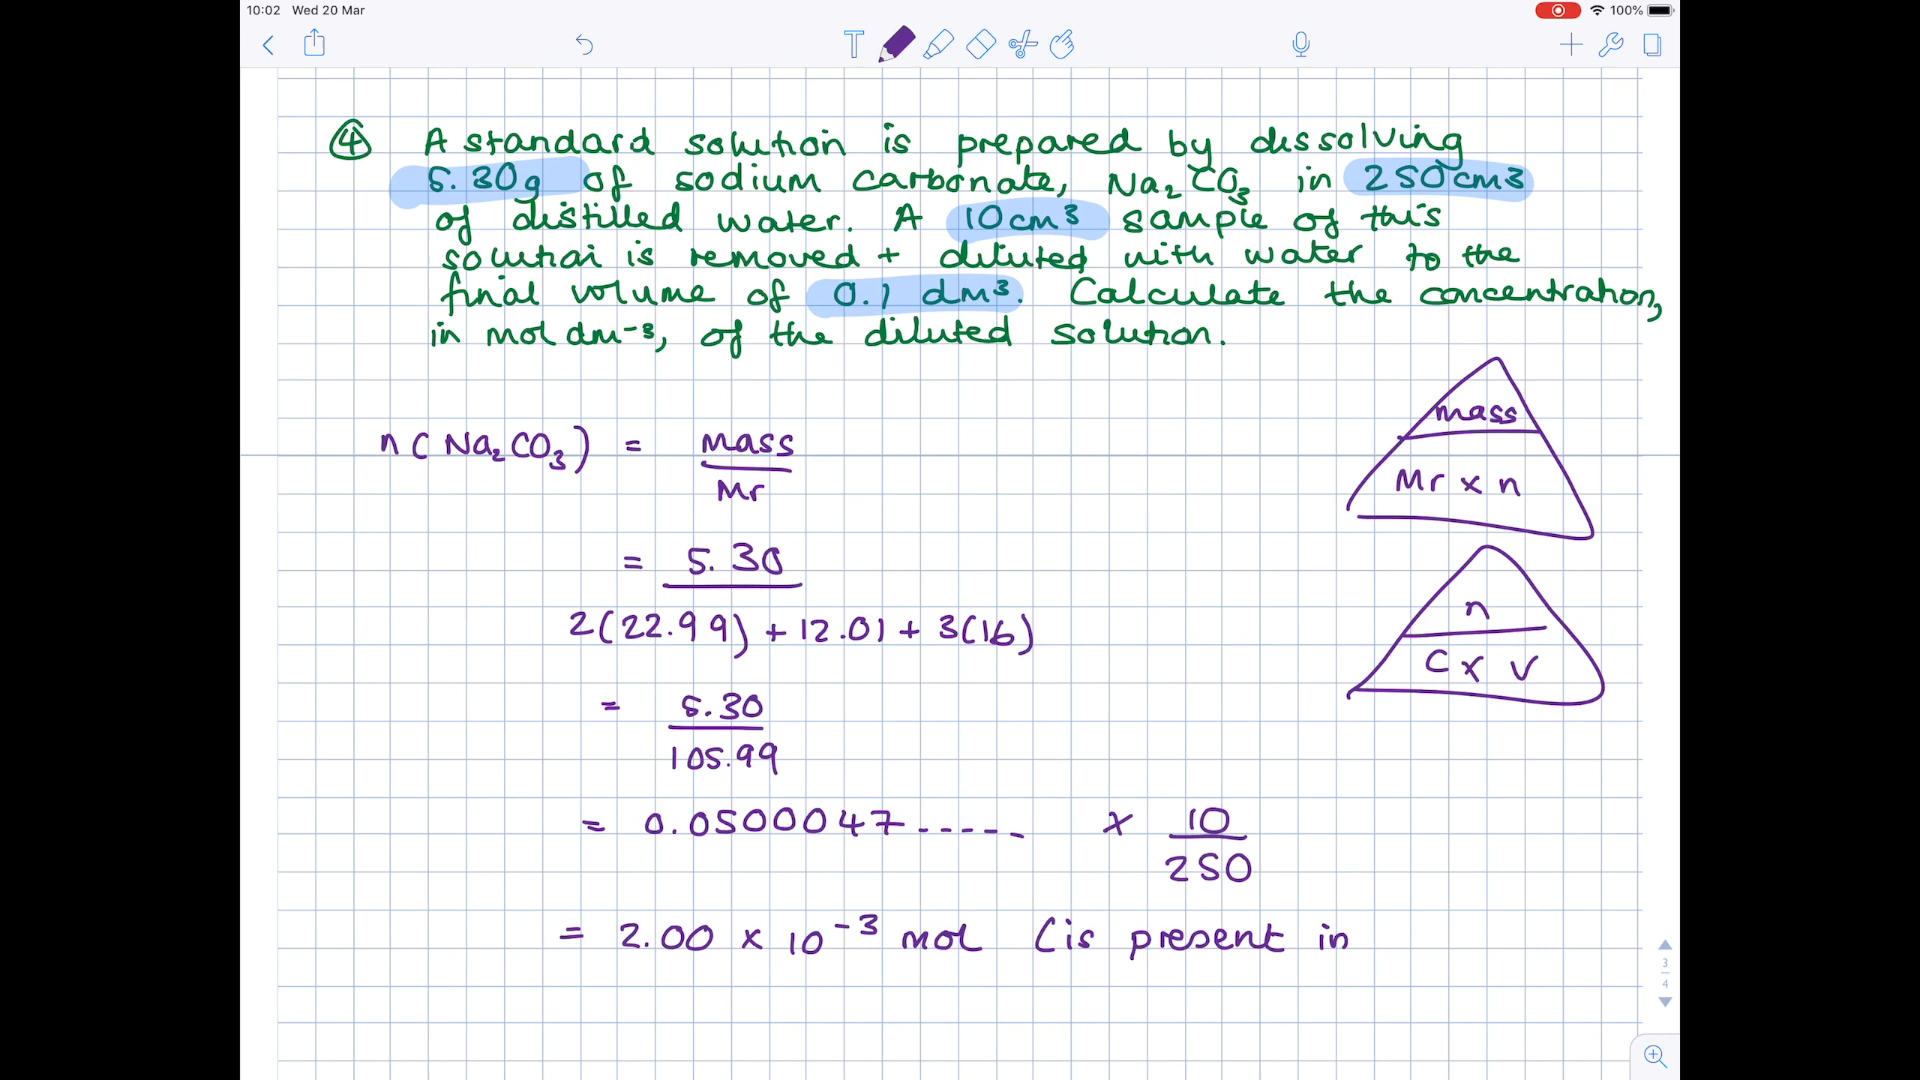 10:02 Wed 20 Mar
100%
T
④ A standard solution is prepared by dissolving
5.30g of sodium carbonate, Na₂CO₃ in 250cm3
of distilled water. A 10cm³ sample of this
solution is removed + diluted with water to the
final volume of 0.1 dm³. Calculate the concentration,
in mol dm⁻³, of the diluted solution.
mass
Mr x n
n(Na₂CO₃) = mass
Mr
= 5.30
2(22.99) + 12.01 + 3(16)
n
C x V
= 5.30
105.99
= 0.0500047 ----- x 10
250
= 2.00 x 10⁻³ mol (is present in
3
4